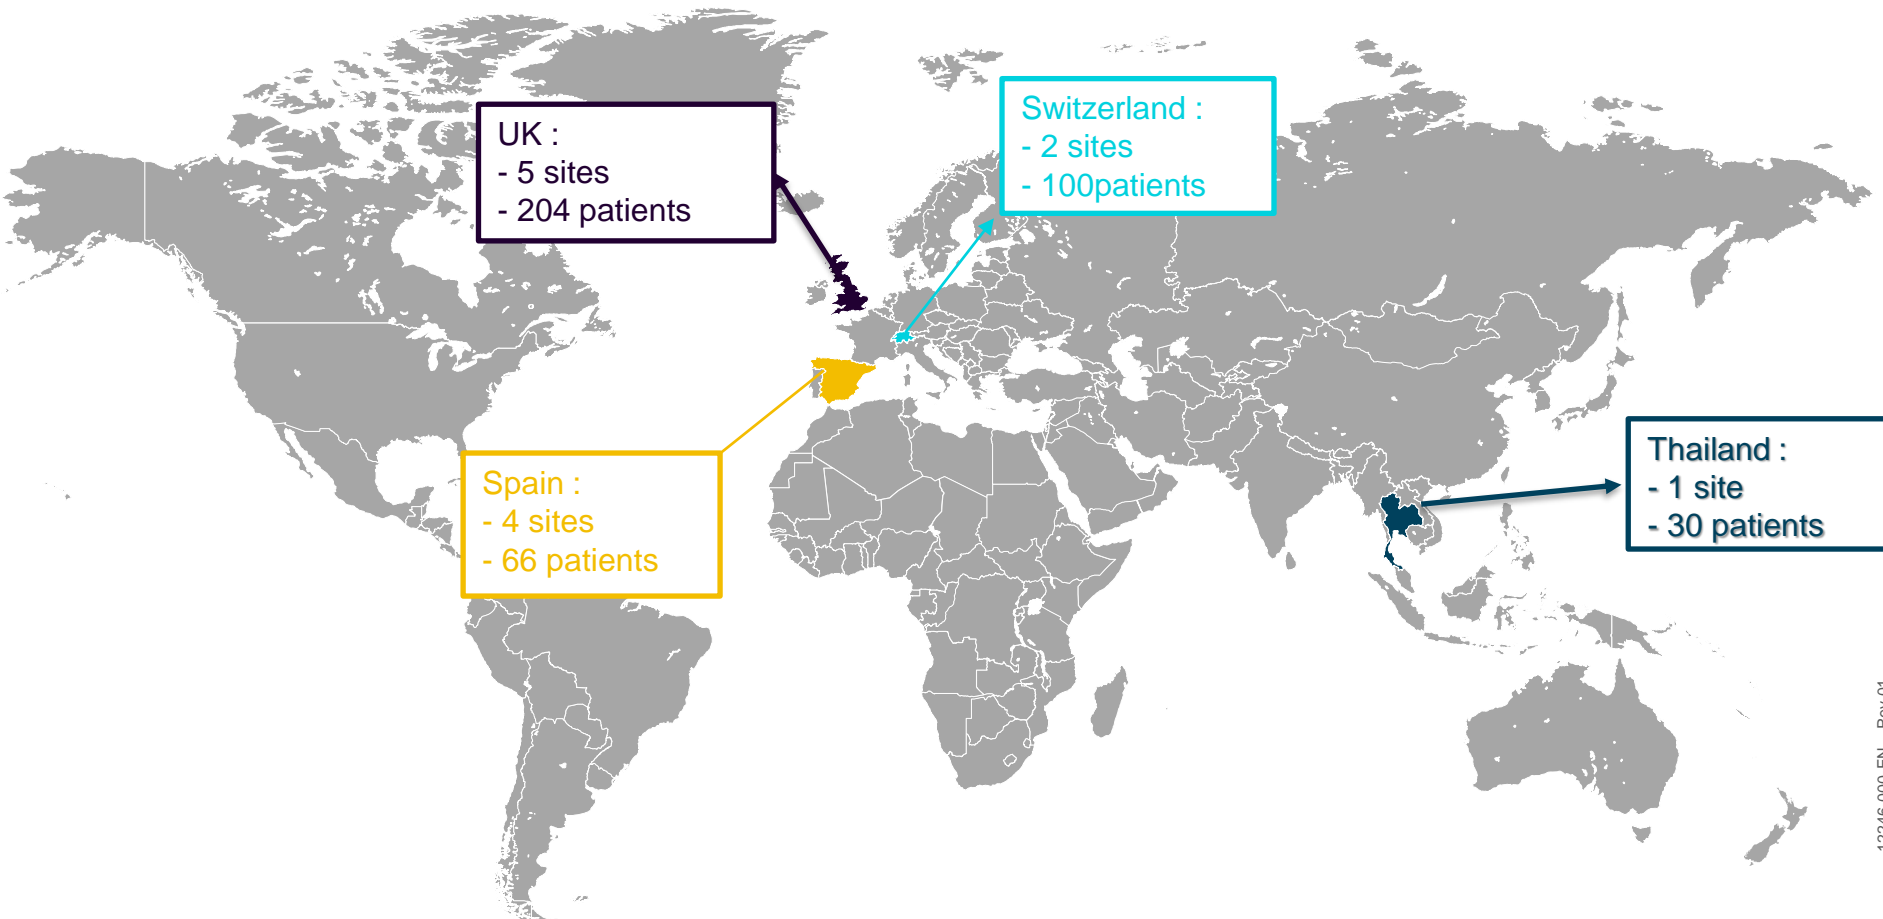 UK :
- 5 sites
- 204 patients
Switzerland :
- 2 sites
- 100patients
Spain :
- 4 sites
- 66 patients
Thailand :
- 1 site
- 30 patients